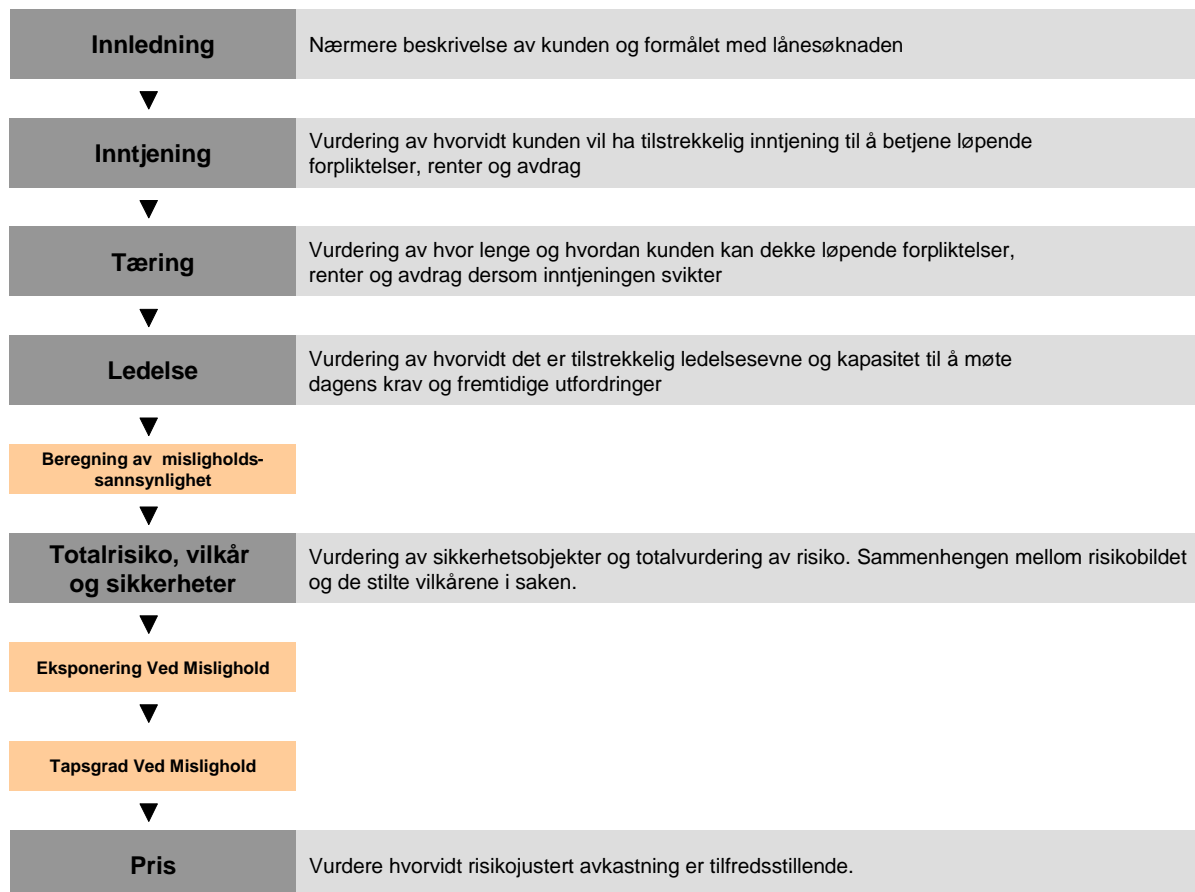 Innledning
Nærmere beskrivelse av kunden og formålet med lånesøknaden
Inntjening
Vurdering av hvorvidt kunden vil ha tilstrekkelig inntjening til å betjene løpende
forpliktelser, renter og avdrag
Tæring
Vurdering av hvor lenge og hvordan kunden kan dekke løpende forpliktelser,
renter og avdrag dersom inntjeningen svikter
Ledelse
Vurdering av hvorvidt det er tilstrekkelig ledelsesevne og kapasitet til å møte
dagens krav og fremtidige utfordringer
Beregning av misligholds-
sannsynlighet
Totalrisiko, vilkår
og sikkerheter
Vurdering av sikkerhetsobjekter og totalvurdering av risiko. Sammenhengen mellom risikobildet
og de stilte vilkårene i saken.
Eksponering Ved Mislighold
Tapsgrad Ved Mislighold
Pris
Vurdere hvorvidt risikojustert avkastning er tilfredsstillende.